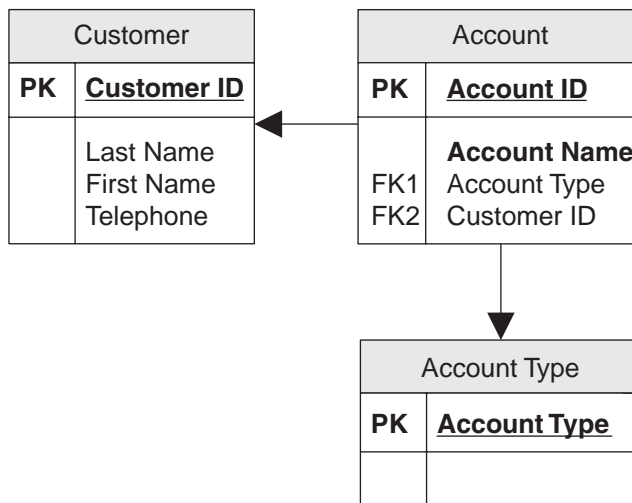 Customer
PK Customer ID
Last Name
First Name
Telephone
Account
PK Account ID
Account Name
FK1 Account Type
FK2 Customer ID
Account Type
PK Account Type